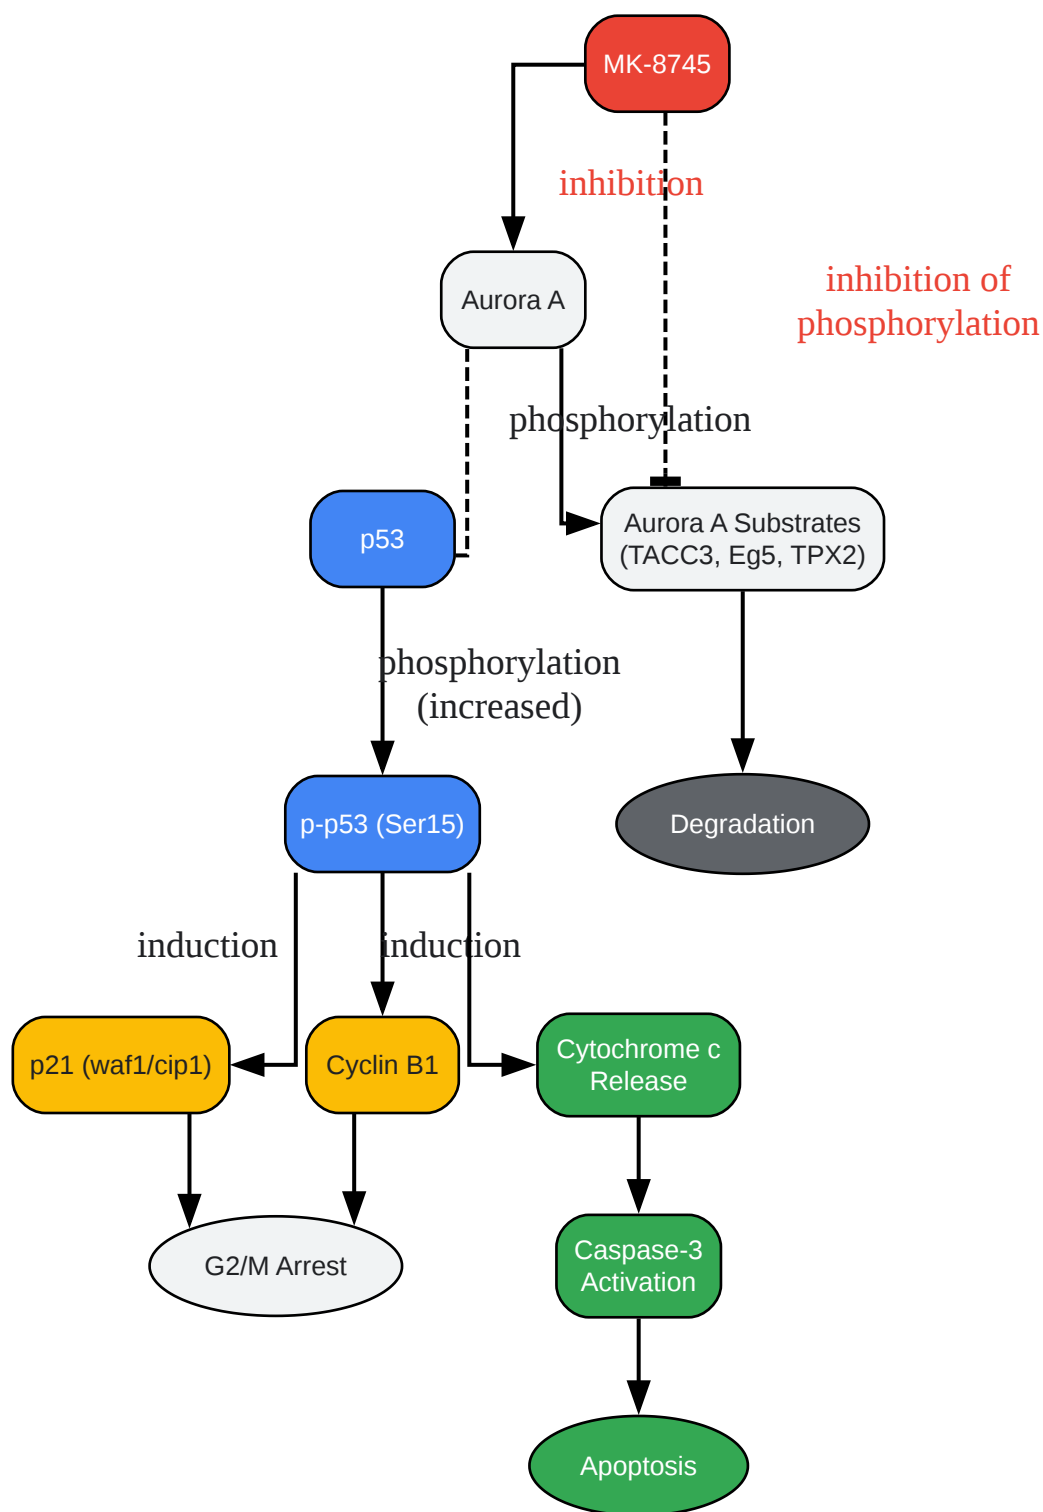 MK-8745
inhibition
inhibition of
phosphorylation
Aurora A
phosphorylation
p53
Aurora A Substrates
(TACC3, Eg5, TPX2)
phosphorylation
(increased)
p-p53 (Ser15)
Degradation
induction
induction
p21 (waf1/cip1)
Cyclin B1
Cytochrome c
Release
G2/M Arrest
Caspase-3
Activation
Apoptosis